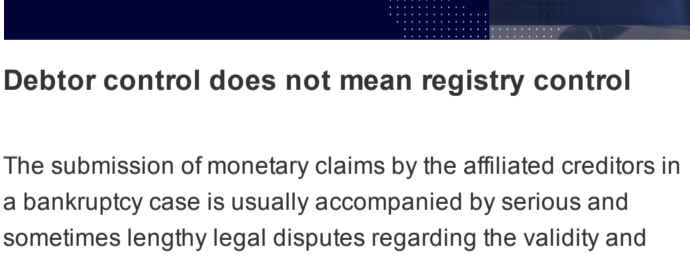 Debtor control does not mean registry control
The submission of monetary claims by the affiliated creditors in
a bankruptcy case is usually accompanied by serious and
sometimes lengthy legal disputes regarding the validity and